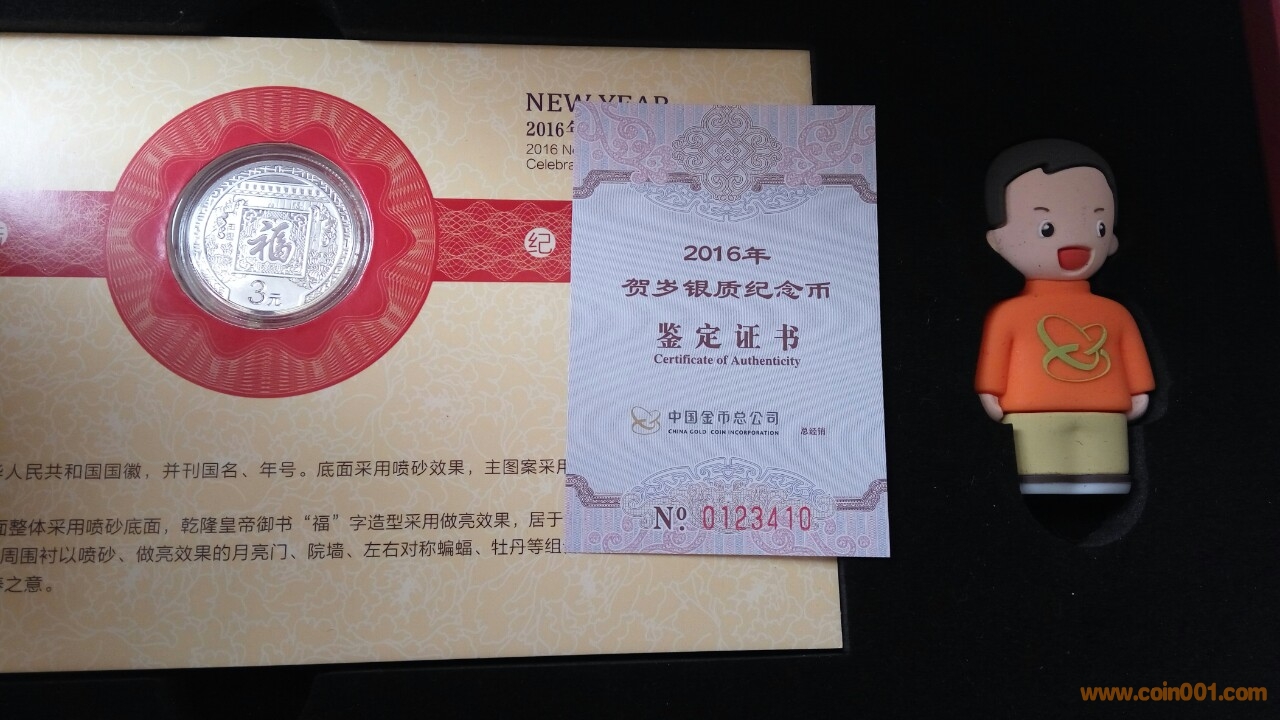 NEW YEAR
2016年
2016 Ne
Celebra
福
3元
纪
2016年
贺岁银质纪念币
鉴定证书
Certificate of Authenticity
中国金币总公司
CHINA GOLD COIN INCORPORATION
总经销
No. 0123410
华人民共和国国徽，并刊国名、年号。底面采用喷砂效果，主图案采用
面整体采用喷砂底面，乾隆皇帝御书“福”字造型采用做亮效果，居于
周围衬以喷砂、做亮效果的月亮门、院墙、左右对称蝙蝠、牡丹等组
之意。
www.coin001.com